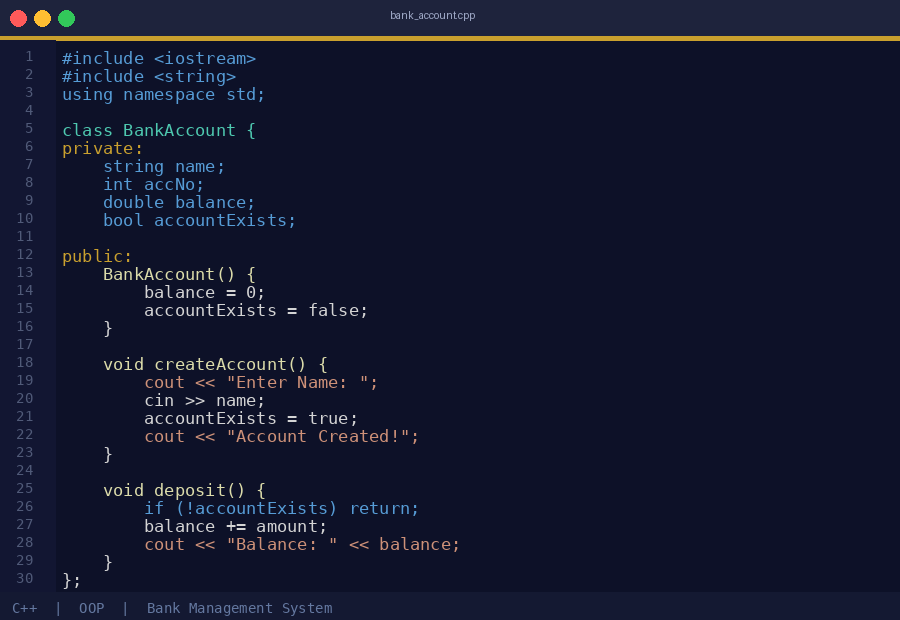 bank_account.cpp
1 #include <iostream>
2 #include <string>
3 using namespace std;
4
5 class BankAccount {
6 private:
7     string name;
8     int accNo;
9     double balance;
10     bool accountExists;
11
12 public:
13     BankAccount() {
14         balance = 0;
15         accountExists = false;
16     }
17
18     void createAccount() {
19         cout << "Enter Name: ";
20         cin >> name;
21         accountExists = true;
22         cout << "Account Created!";
23     }
24
25     void deposit() {
26         if (!accountExists) return;
27         balance += amount;
28         cout << "Balance: " << balance;
29     }
30 };
C++ | OOP | Bank Management System